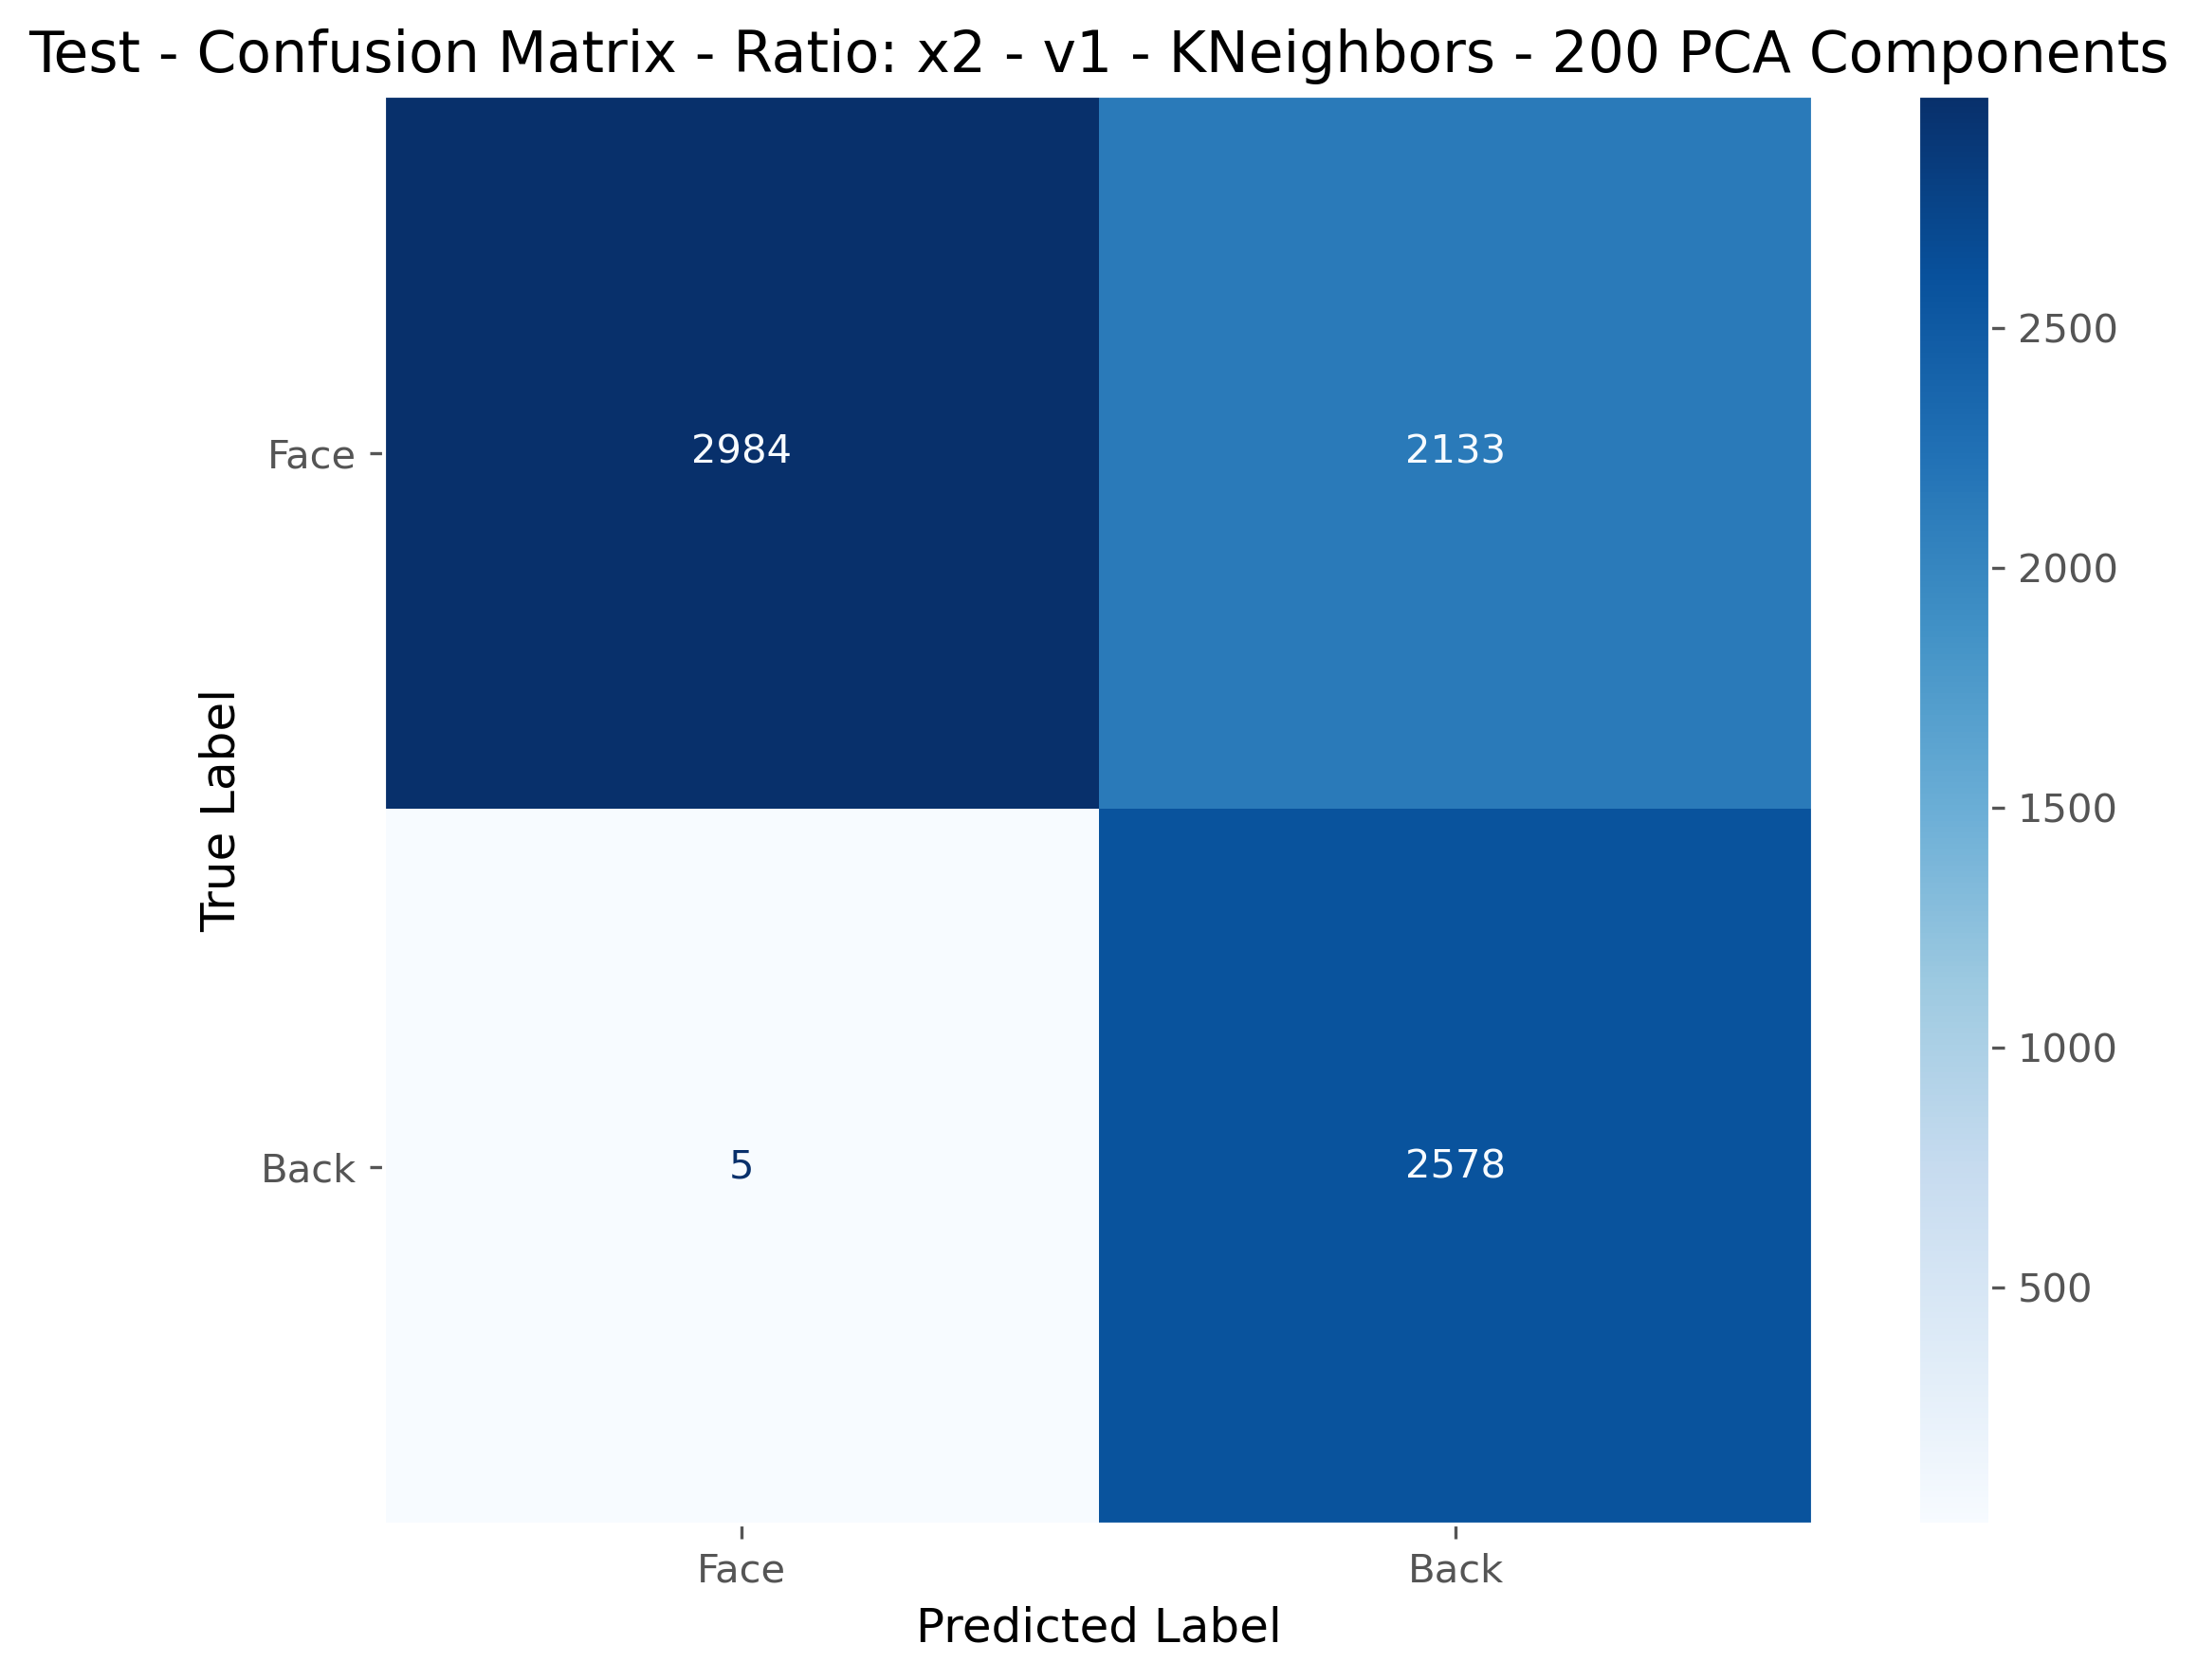 Test - Confusion Matrix - Ratio: x2 - v1 - KNeighbors - 200 PCA Components
True Label
Face
Back
2984
2133
5
2578
Face
Back
Predicted Label
2500
2000
1500
1000
500